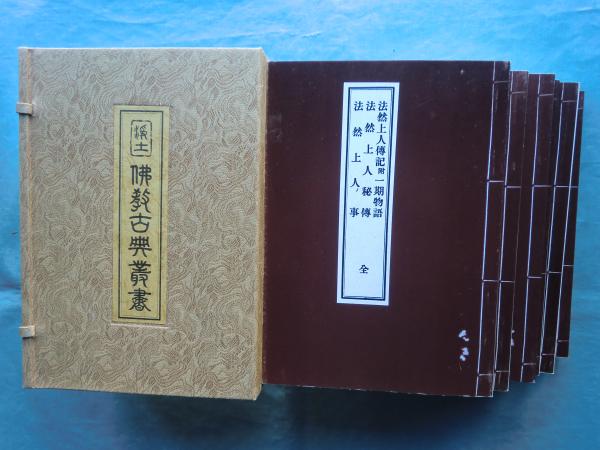 浄土
佛教古典叢書
法然上人傳記附一期物語
法然上人秘傳
法然上人ノ事
全